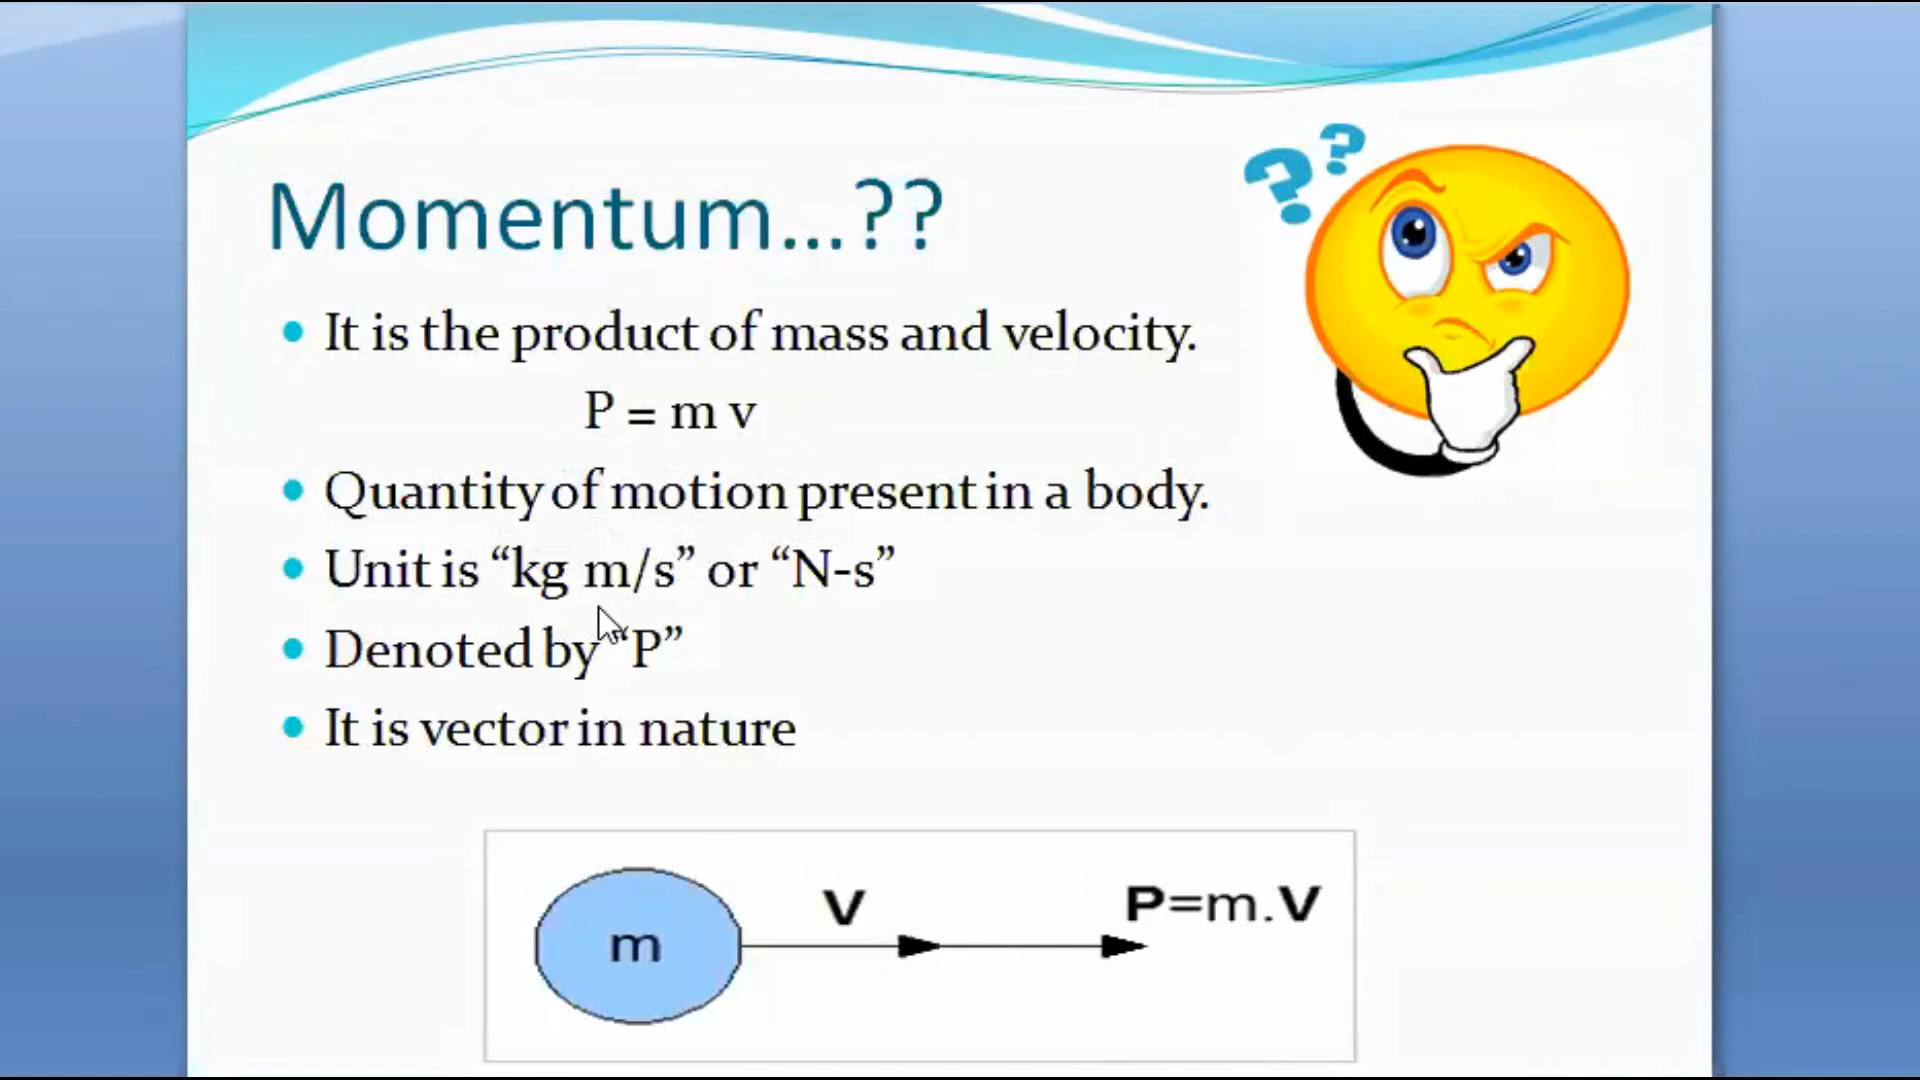 ??
Momentum...??
It is the product of mass and velocity.
P = m v
Quantity of motion present in a body.
Unit is “kg m/s” or “N-s”
Denoted by “P”
It is vector in nature
V
P=m.V
m